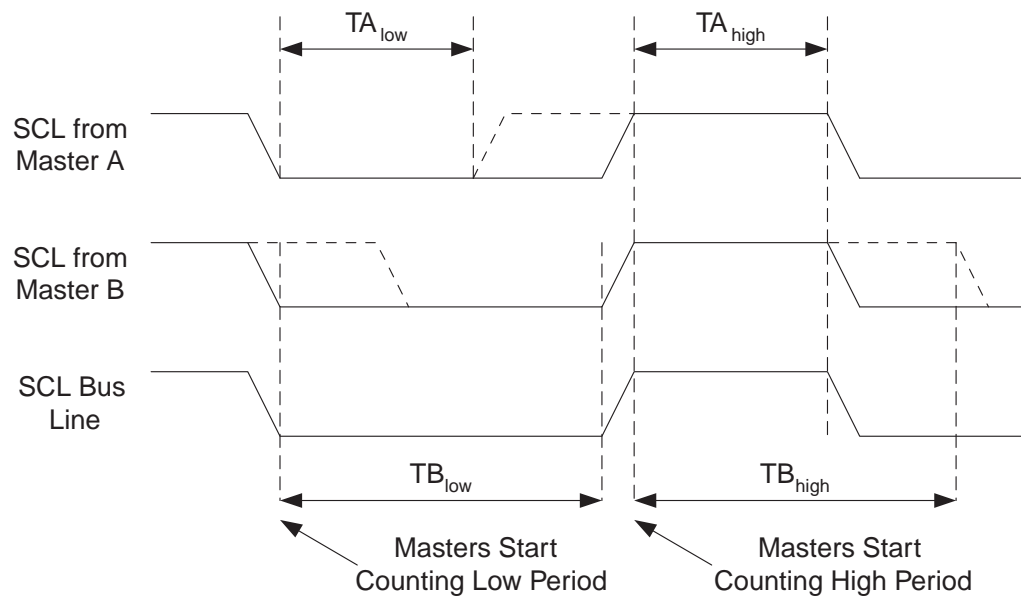 TA low
TA high
SCL from
Master A
SCL from
Master B
SCL Bus
Line
TB low
TB high
Masters Start
Counting Low Period
Masters Start
Counting High Period